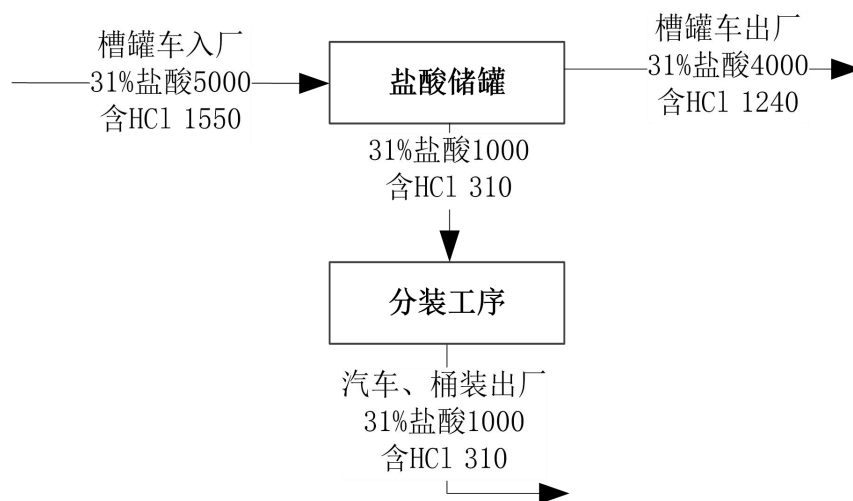 槽罐车入厂
31%盐酸5000
含HCl 1550
盐酸储罐
槽罐车出厂
31%盐酸4000
含HCl 1240
31%盐酸1000
含HCl 310
分装工序
汽车、桶装出厂
31%盐酸1000
含HCl 310